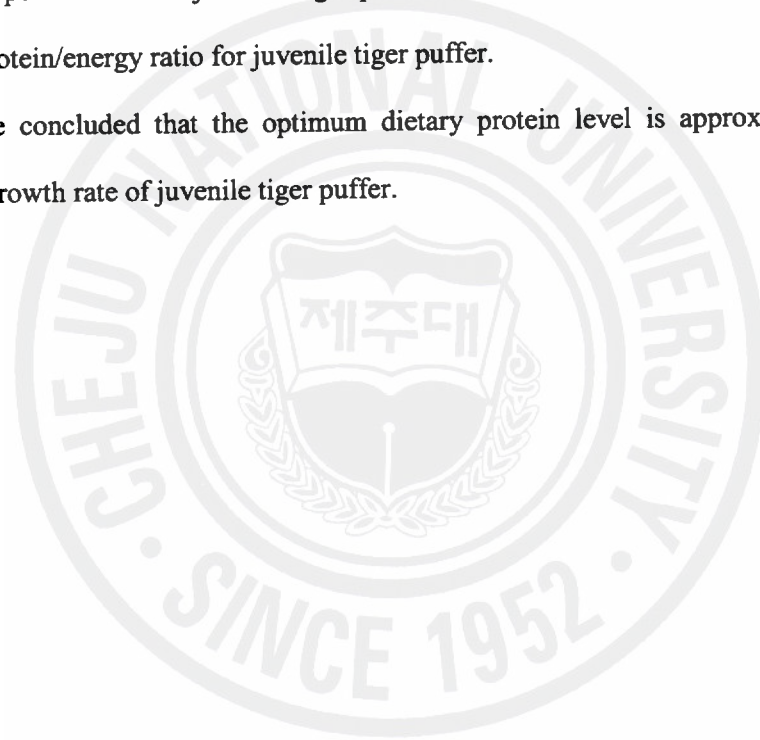 otein/energy ratio for juvenile tiger puffer.
e concluded that the optimum dietary protein level is approx
rowth rate of juvenile tiger puffer.
CHEJU NATIONAL UNIVERSITY
제주대
SINCE 1952